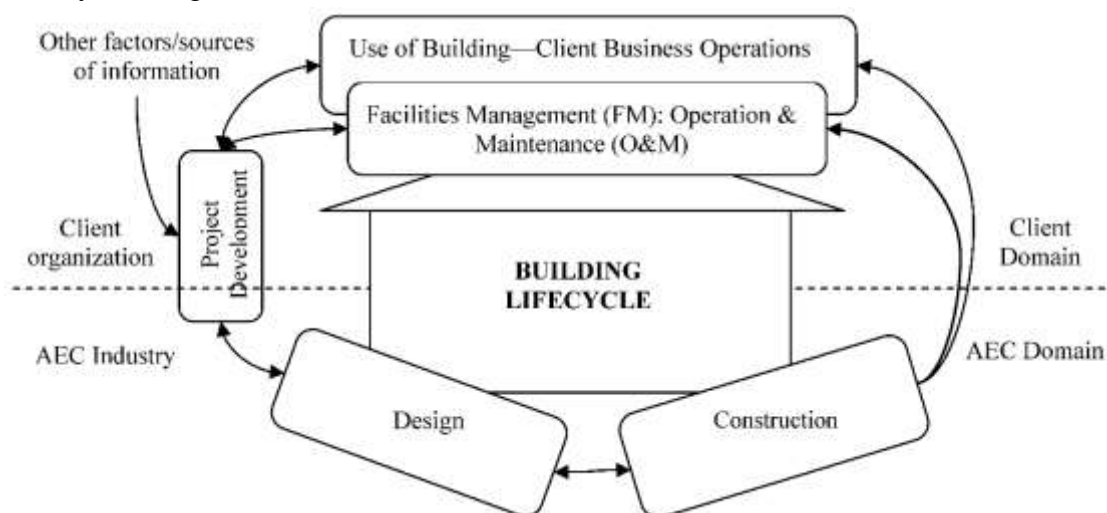 Other factors/sources
of information
Use of Building—Client Business Operations
Facilities Management (FM): Operation &
Maintenance (O&M)
Project
Development
Client
organization
Client
Domain
BUILDING
LIFECYCLE
AEC Industry
AEC Domain
Design
Construction